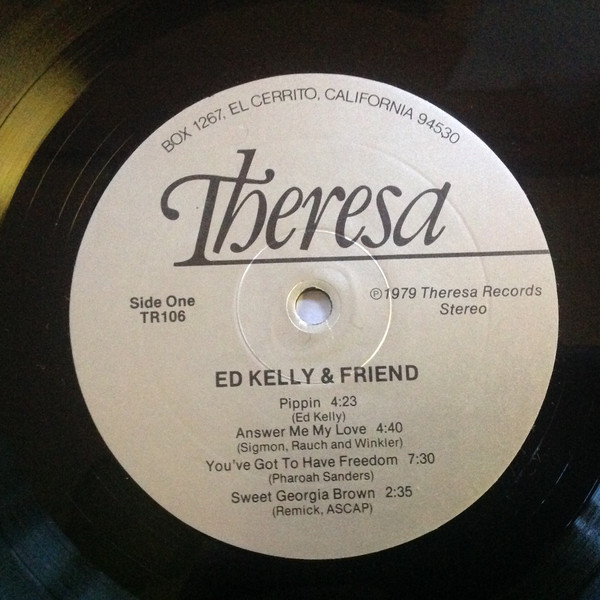 BOX 1267, EL CERRITO, CALIFORNIA 94530
Theresa
Side One
TR106
℗1979 Theresa Records
Stereo
ED KELLY & FRIEND
Pippin 4:23
(Ed Kelly)
Answer Me My Love 4:40
(Sigmon, Rauch and Winkler)
You've Got To Have Freedom 7:30
(Pharoah Sanders)
Sweet Georgia Brown 2:35
(Remick, ASCAP)